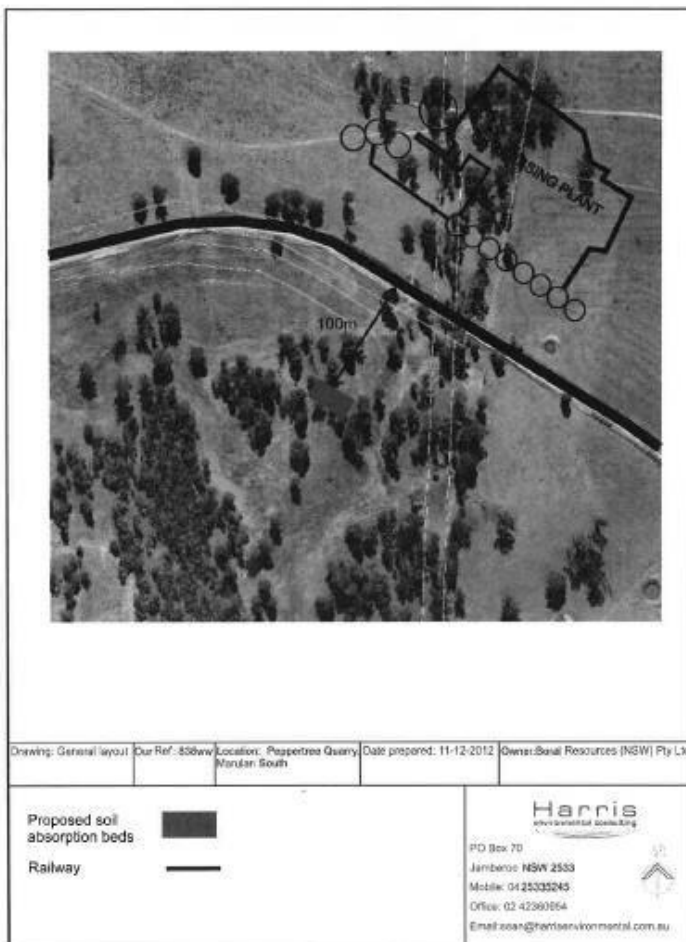 SING PLANT
100m
Drawing: General layout
Our Ref: 838ww
Location: Peppertree Quarry,
Marulan South
Date prepared: 11-12-2012
Owner: Boral Resources (NSW) Pty Ltd
Proposed soil
absorption beds
Railway
Harris
environmental consulting
PO Box 70
Jamberoo NSW 2533
Mobile: 0425335245
Office: 02 42360954
Email:sean@harrisenvironmental.com.au